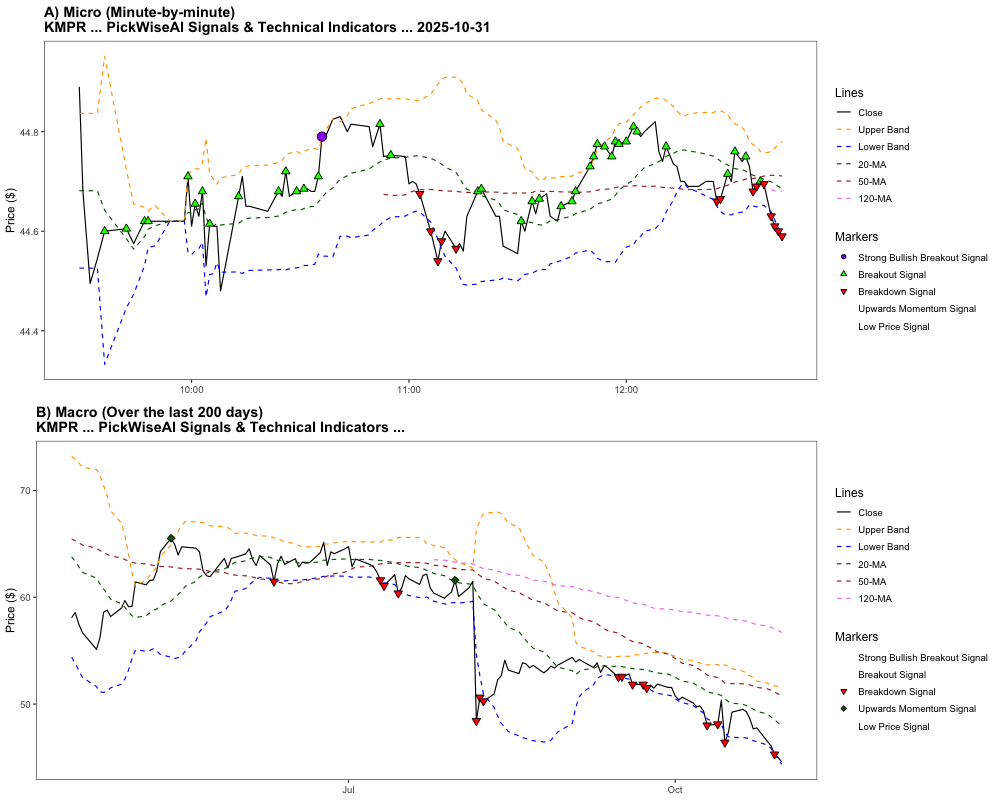 A) Micro (Minute-by-minute)
KMPR ... PickWiseAI Signals & Technical Indicators ... 2025-10-31
Price ($)
44.8
44.6
44.4
10:00
11:00
12:00
Lines
Close
Upper Band
Lower Band
20-MA
50-MA
120-MA
Markers
Strong Bullish Breakout Signal
Breakout Signal
Breakdown Signal
Upwards Momentum Signal
Low Price Signal
B) Macro (Over the last 200 days)
KMPR ... PickWiseAI Signals & Technical Indicators ...
Price ($)
70
60
50
Jul
Oct
Lines
Close
Upper Band
Lower Band
20-MA
50-MA
120-MA
Markers
Strong Bullish Breakout Signal
Breakout Signal
Breakdown Signal
Upwards Momentum Signal
Low Price Signal